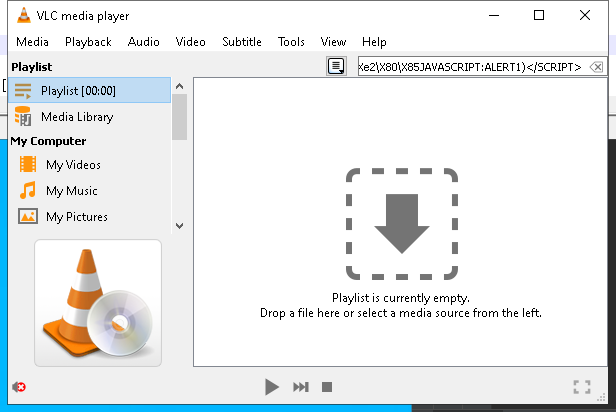 VLC media player
Media Playback Audio Video Subtitle Tools View Help
Playlist
Xe2\X80\X85JAVASCRIPT:ALERT1)</SCRIPT>
Playlist [00:00]
Media Library
My Computer
My Videos
My Music
My Pictures
Playlist is currently empty.
Drop a file here or select a media source from the left.